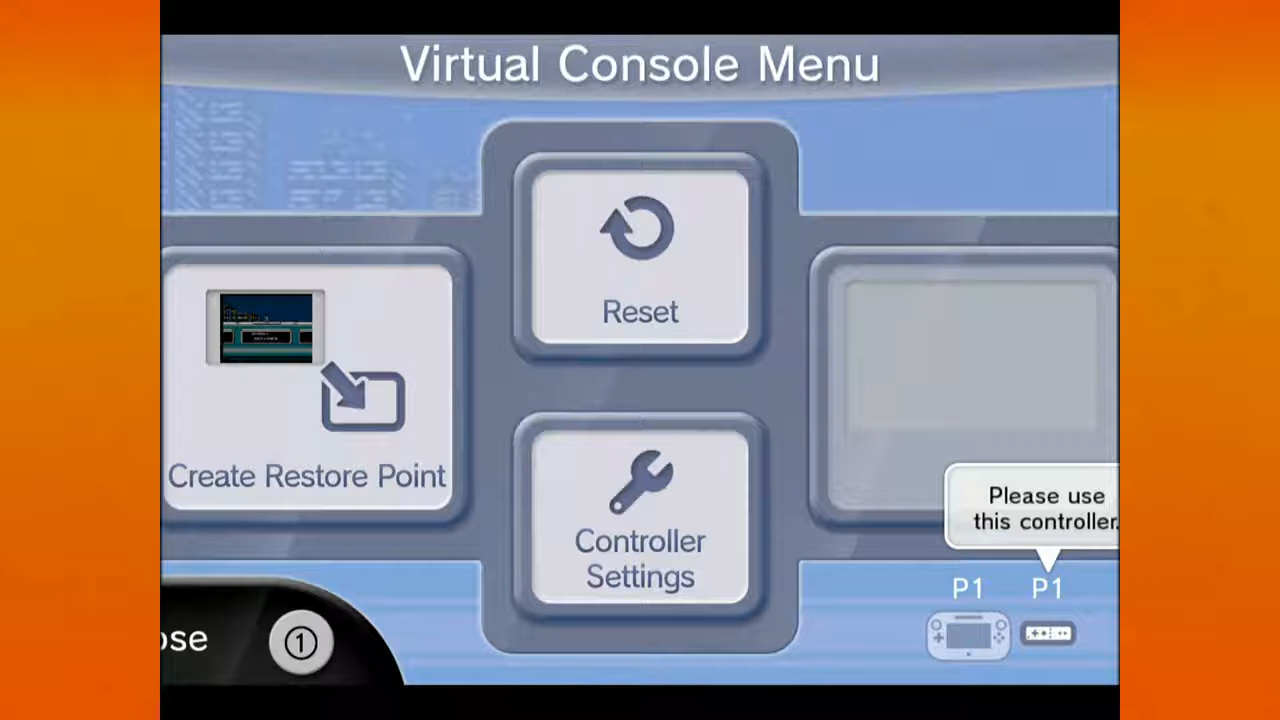 Virtual Console Menu
Reset
Create Restore Point
Controller
Settings
Please use
this controller.
P1 P1
ose ①